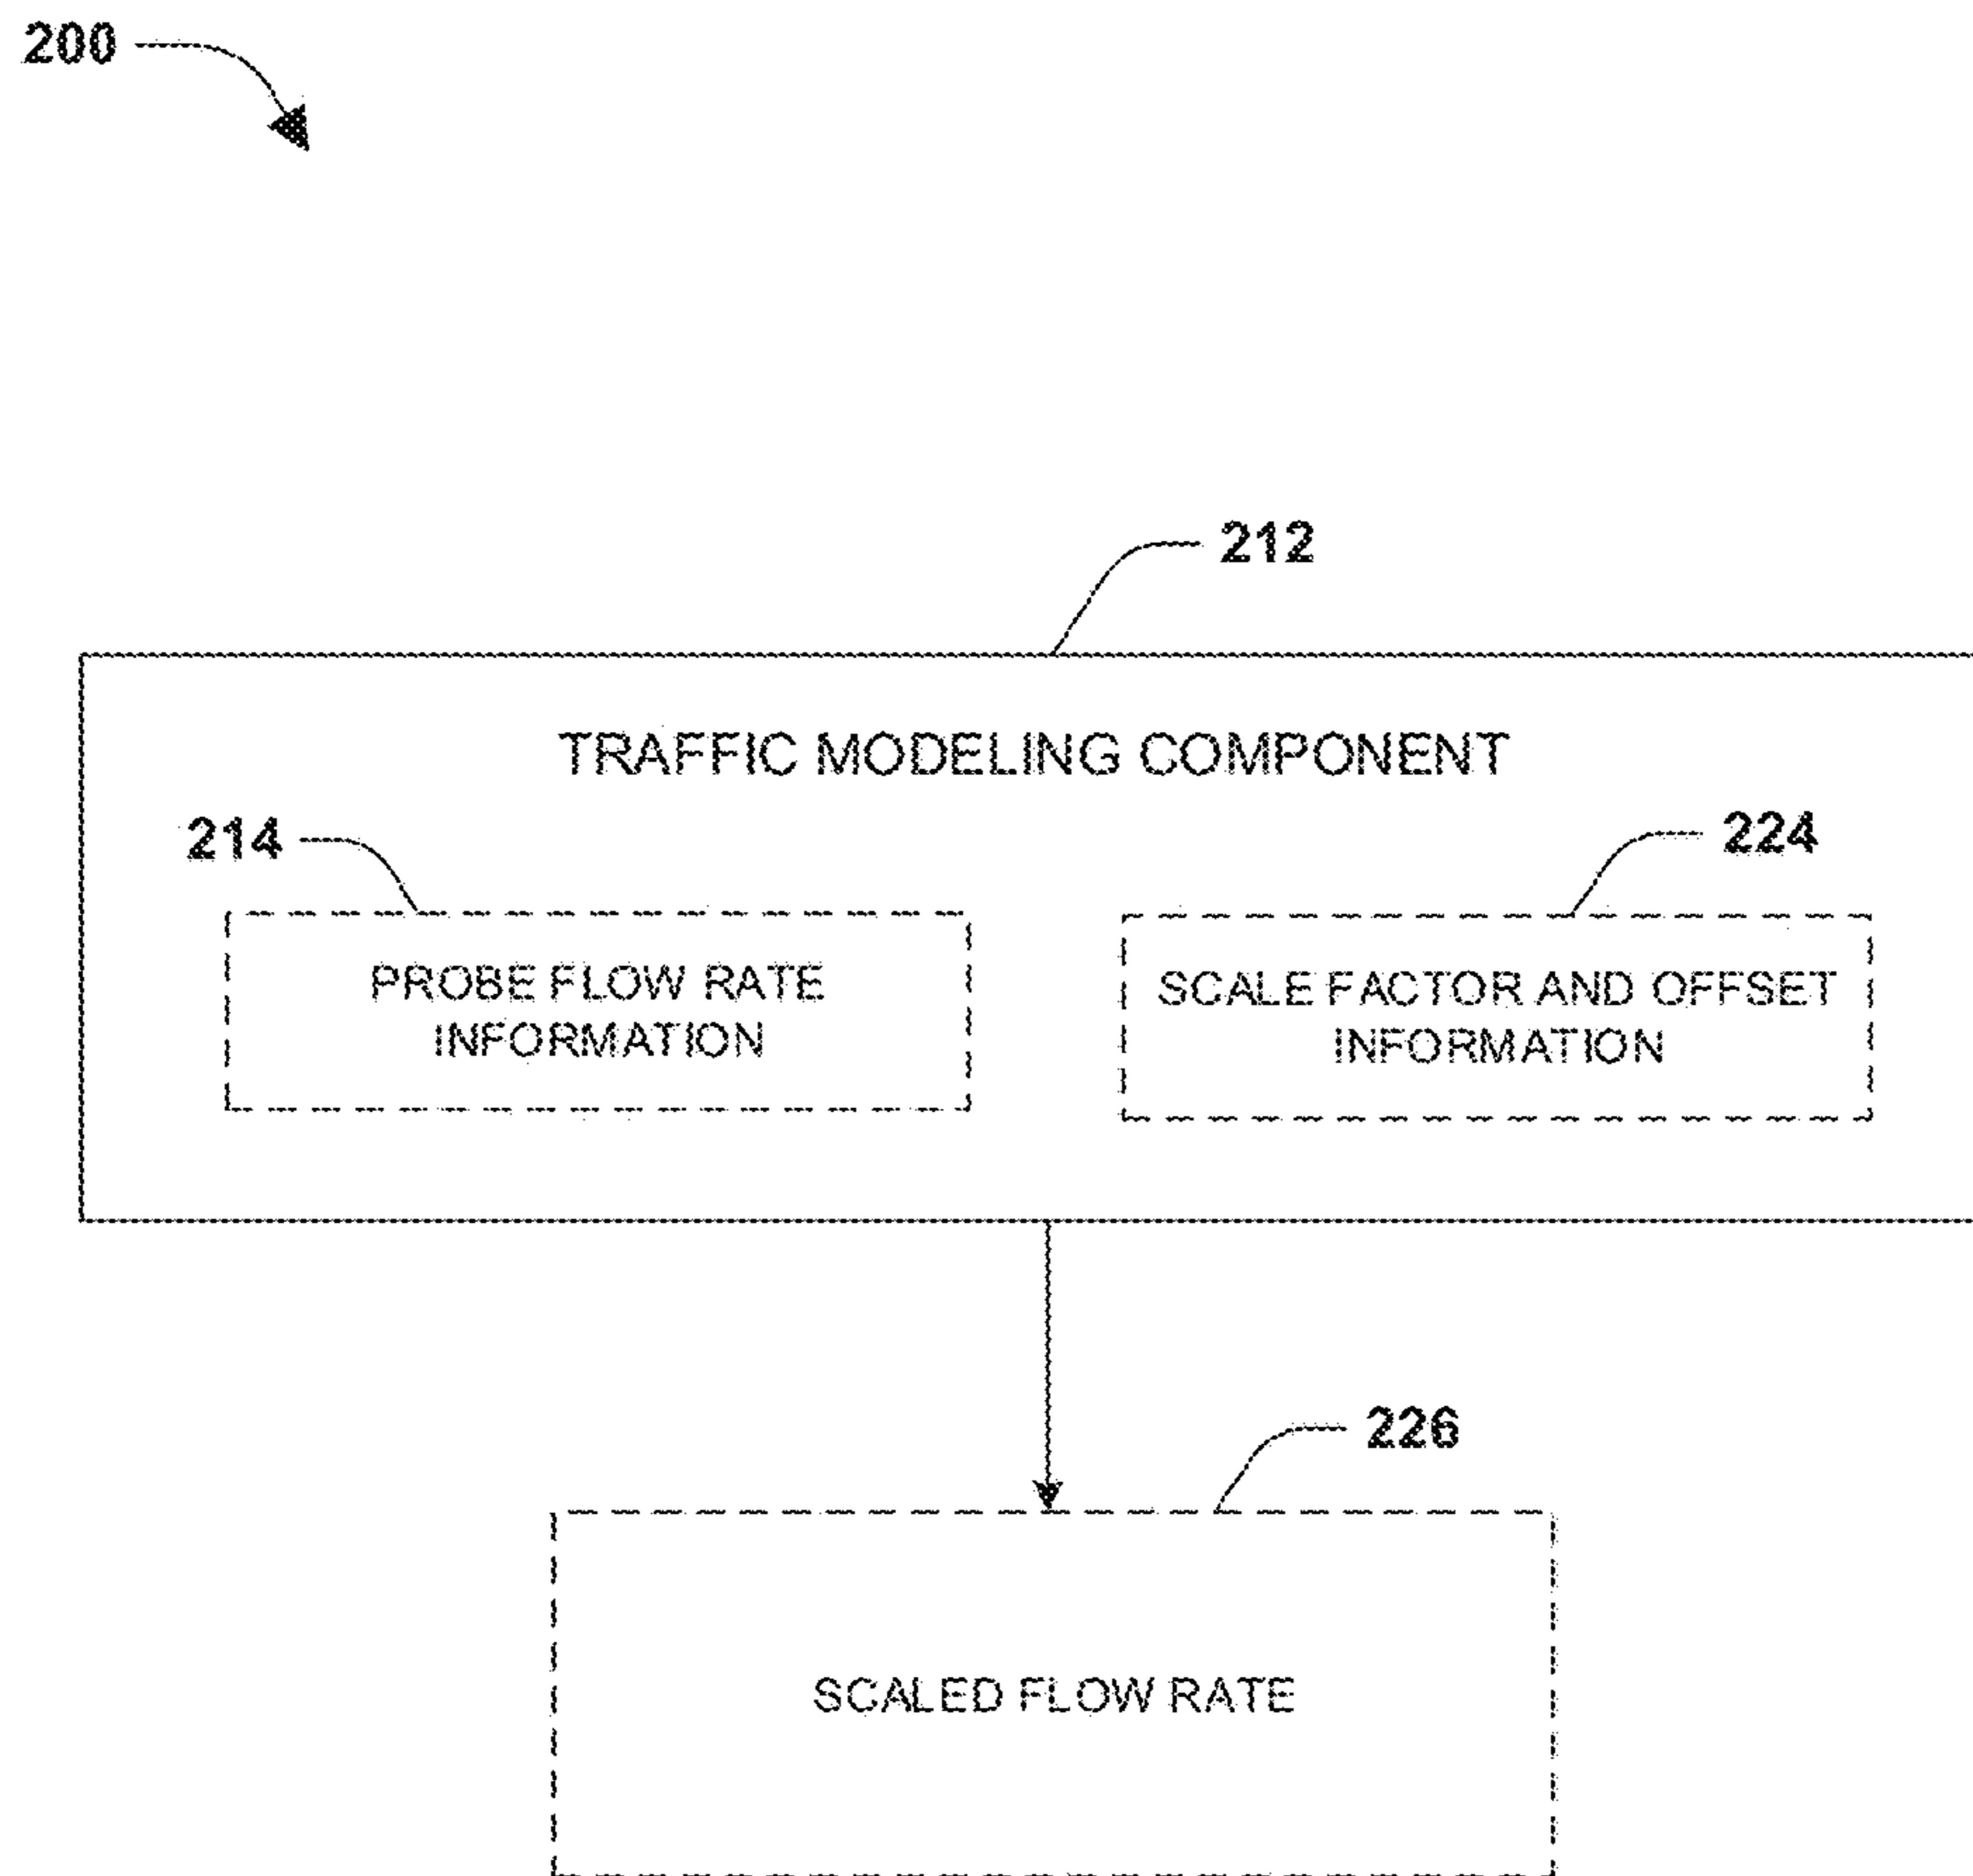 200
212
TRAFFIC MODELING COMPONENT
214
224
PROBE FLOW RATE
INFORMATION
SCALE FACTOR AND OFFSET
INFORMATION
226
SCALED FLOW RATE